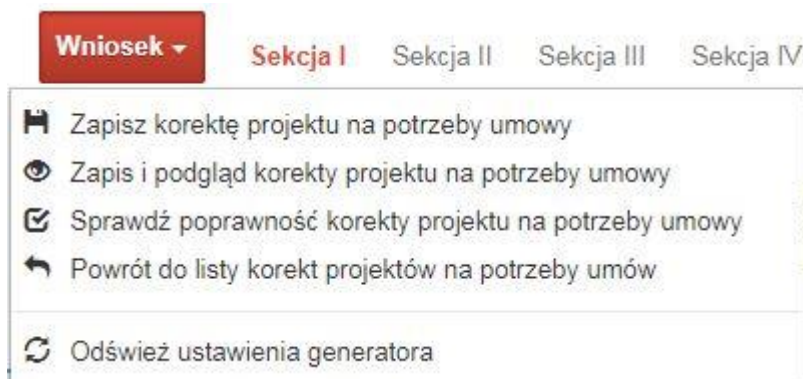 Wniosek Sekcja I Sekcja II Sekcja III Sekcja IV
Zapisz korektę projektu na potrzeby umowy
Zapis i podgląd korekty projektu na potrzeby umowy
Sprawdź poprawność korekty projektu na potrzeby umowy
Powrót do listy korekt projektów na potrzeby umów
Odśwież ustawienia generatora